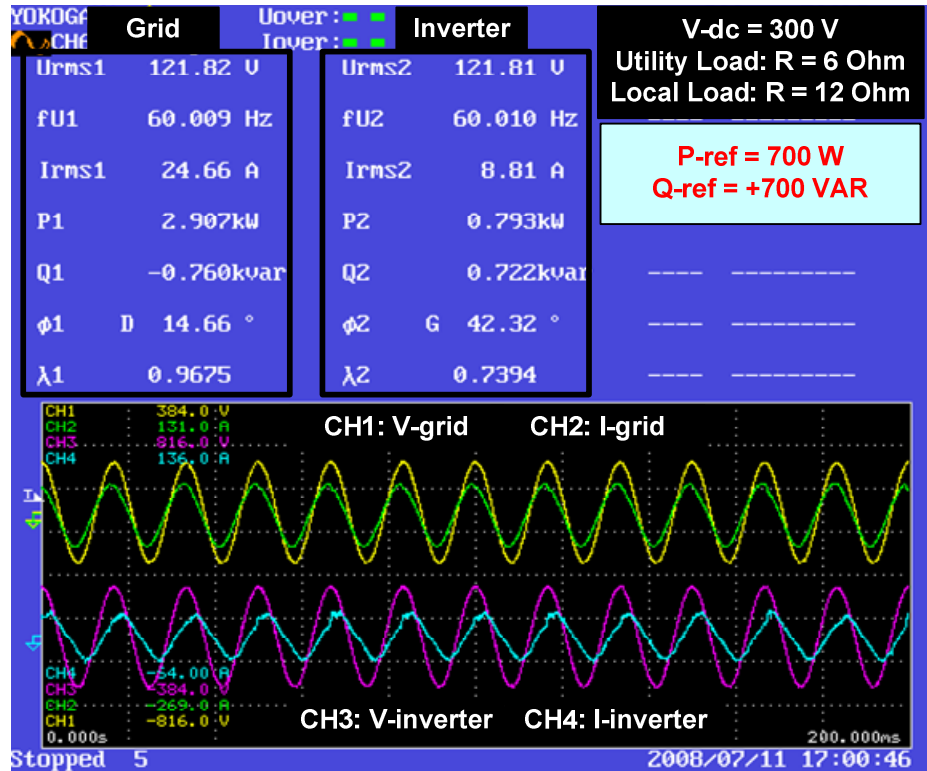 YOKOGA Uover:
CH6 Iover:
Grid
Inverter
V-dc = 300 V
Utility Load: R = 6 Ohm
Local Load: R = 12 Ohm
P-ref = 700 W
Q-ref = +700 VAR
Urms1 121.82 V Urms2 121.81 V
fU1 60.009 Hz fU2 60.010 Hz ---- ---------
Irms1 24.66 A Irms2 8.81 A
P1 2.907kW P2 0.793kW
Q1 -0.760kvar Q2 0.722kvar ---- ---------
φ1 D 14.66 ° φ2 G 42.32 ° ---- ---------
λ1 0.9675 λ2 0.7394 ---- ---------
CH1 384.0 V
CH2 131.0 A
CH3 816.0 V
CH4 136.0 A
CH1: V-grid CH2: I-grid
CH4 -54.00 A
CH3 -384.0 V
CH2 -269.0 A
CH1 -816.0 V
CH3: V-inverter CH4: I-inverter
0.000s 200.000ms
Stopped 5 2008/07/11 17:00:46